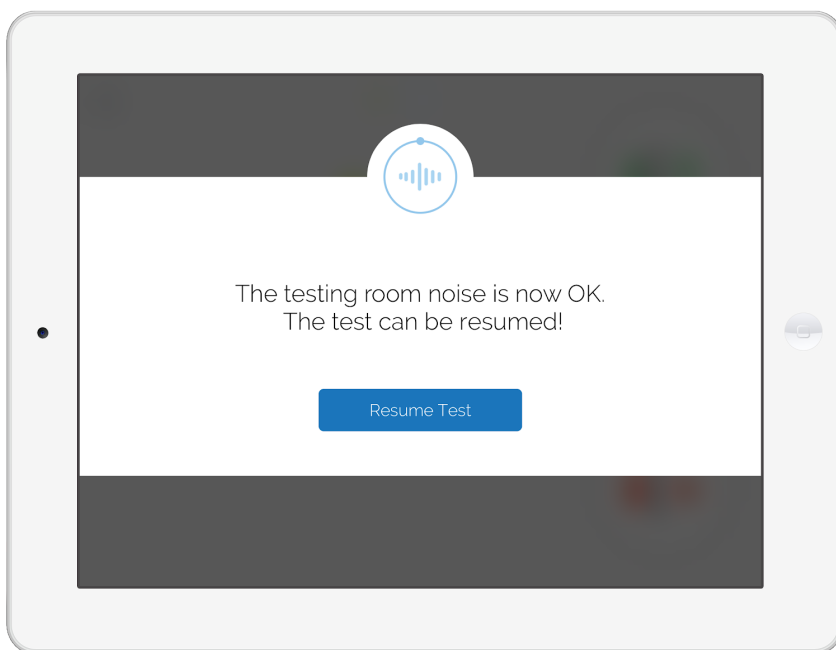 The testing room noise is now OK.
The test can be resumed!
Resume Test